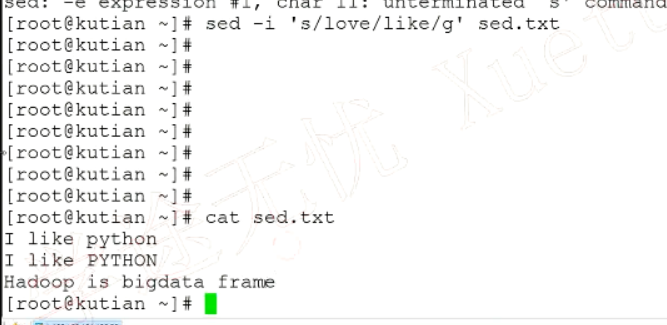 sed: -e expression #1, char 11: unterminated `s' command
[root@kutian ~]# sed -i 's/love/like/g' sed.txt
[root@kutian ~]#
[root@kutian ~]#
[root@kutian ~]#
[root@kutian ~]#
[root@kutian ~]#
[root@kutian ~]#
[root@kutian ~]#
[root@kutian ~]#
[root@kutian ~]# cat sed.txt
I like python
I like PYTHON
Hadoop is bigdata frame
[root@kutian ~]#